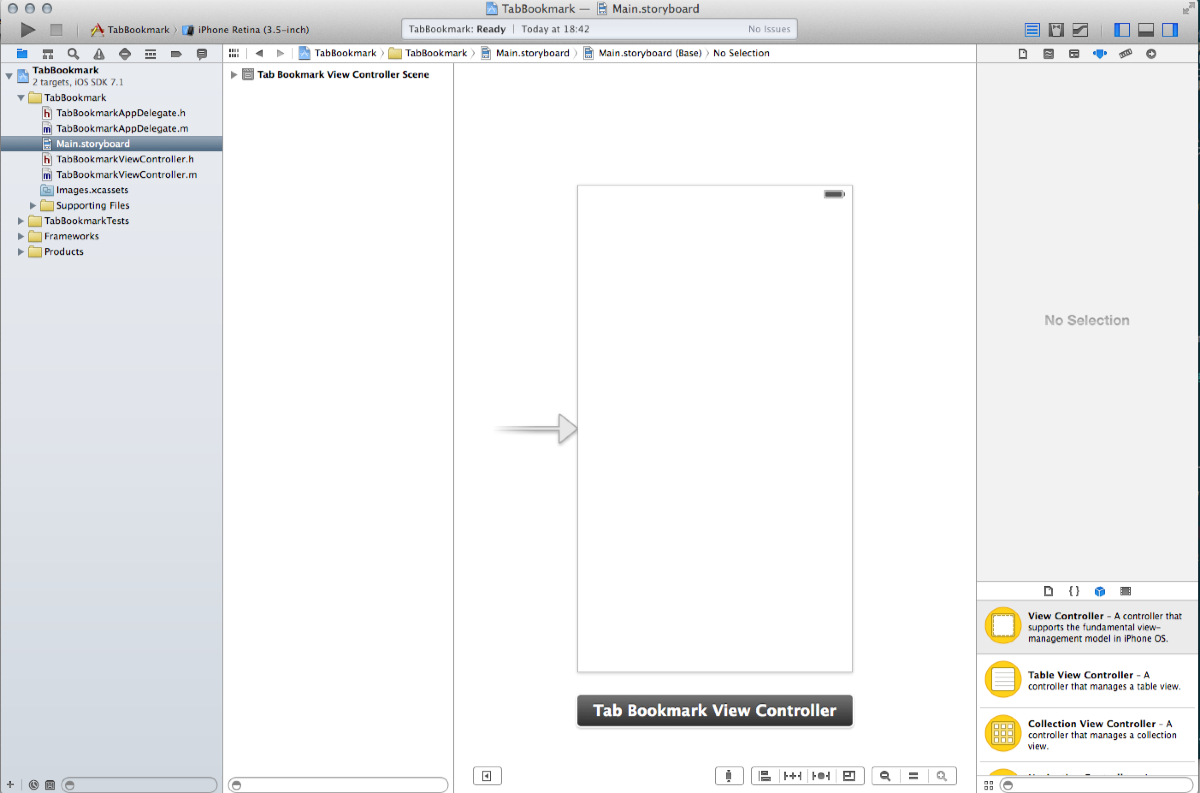 TabBookmark — Main.storyboard
TabBookmark iPhone Retina (3.5-inch)
TabBookmark: Ready Today at 18:42 No Issues
TabBookmark TabBookmark Main.storyboard Main.storyboard (Base) No Selection
TabBookmark
2 targets, iOS SDK 7.1
TabBookmark
h TabBookmarkAppDelegate.h
m TabBookmarkAppDelegate.m
Main.storyboard
h TabBookmarkViewController.h
m TabBookmarkViewController.m
Images.xcassets
Supporting Files
TabBookmarkTests
Frameworks
Products
Tab Bookmark View Controller Scene
Tab Bookmark View Controller
No Selection
{ }
View Controller - A controller that
supports the fundamental view-
management model in iPhone OS.
Table View Controller - A
controller that manages a table view.
Collection View Controller - A
controller that manages a collection
view.